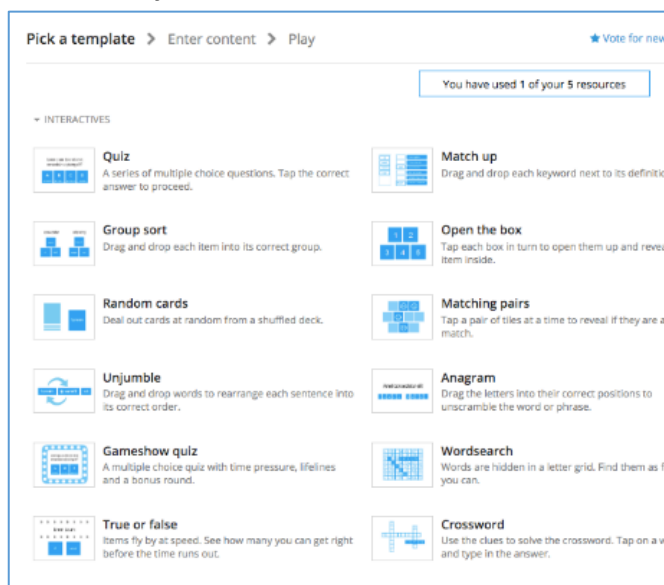 Pick a template > Enter content > Play
★ Vote for new
You have used 1 of your 5 resources
INTERACTIVES
Quiz
A series of multiple choice questions. Tap the correct
answer to proceed.
Match up
Drag and drop each keyword next to its definitio
Group sort
Drag and drop each item into its correct group.
Open the box
Tap each box in turn to open them up and revea
item inside.
1 2
3 4 5
Random cards
Deal out cards at random from a shuffled deck.
Matching pairs
Tap a pair of tiles at a time to reveal if they are a
match.
Unjumble
Drag and drop words to rearrange each sentence into
its correct order.
Anagram
Drag the letters into their correct positions to
unscramble the word or phrase.
Gameshow quiz
A multiple choice quiz with time pressure, lifelines
and a bonus round.
Wordsearch
Words are hidden in a letter grid. Find them as f
you can.
True or false
Items fly by at speed. See how many you can get right
before the time runs out.
Crossword
Use the clues to solve the crossword. Tap on a w
and type in the answer.